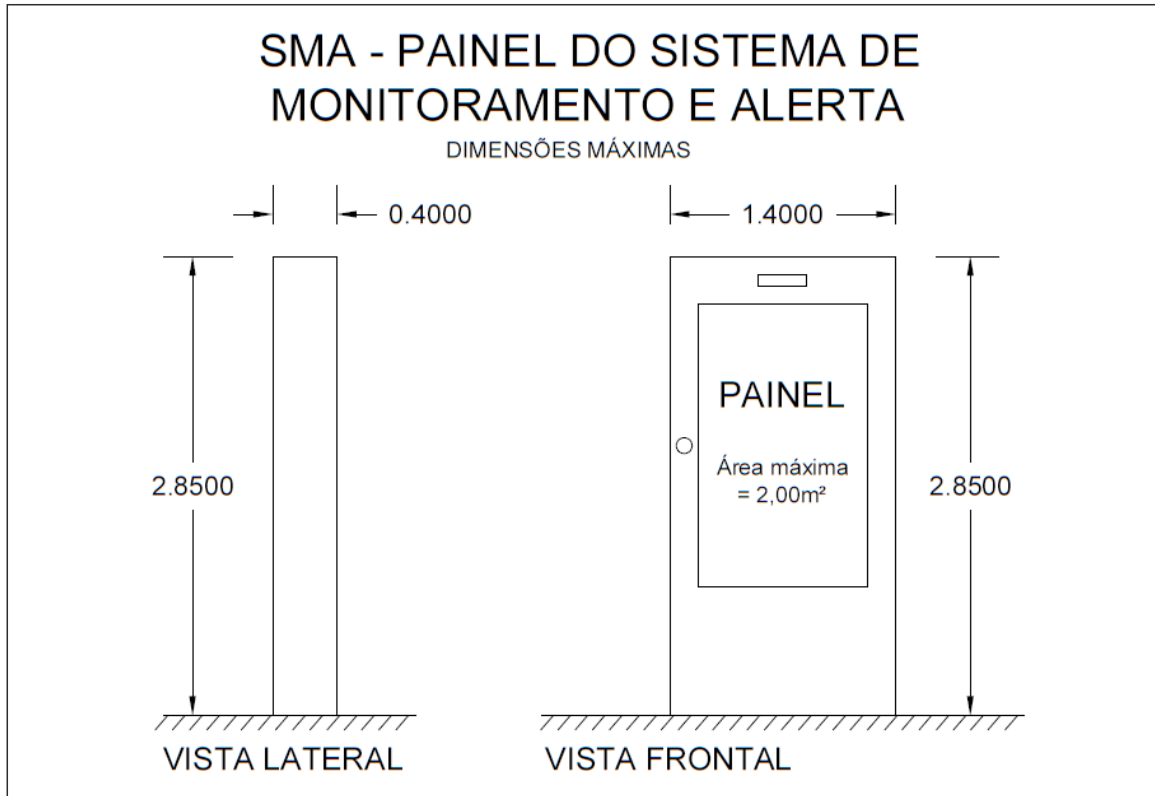 SMA - PAINEL DO SISTEMA DE
MONITORAMENTO E ALERTA
DIMENSÕES MÁXIMAS
0.4000
1.4000
PAINEL
Área máxima
= 2,00m²
2.8500
2.8500
VISTA LATERAL
VISTA FRONTAL